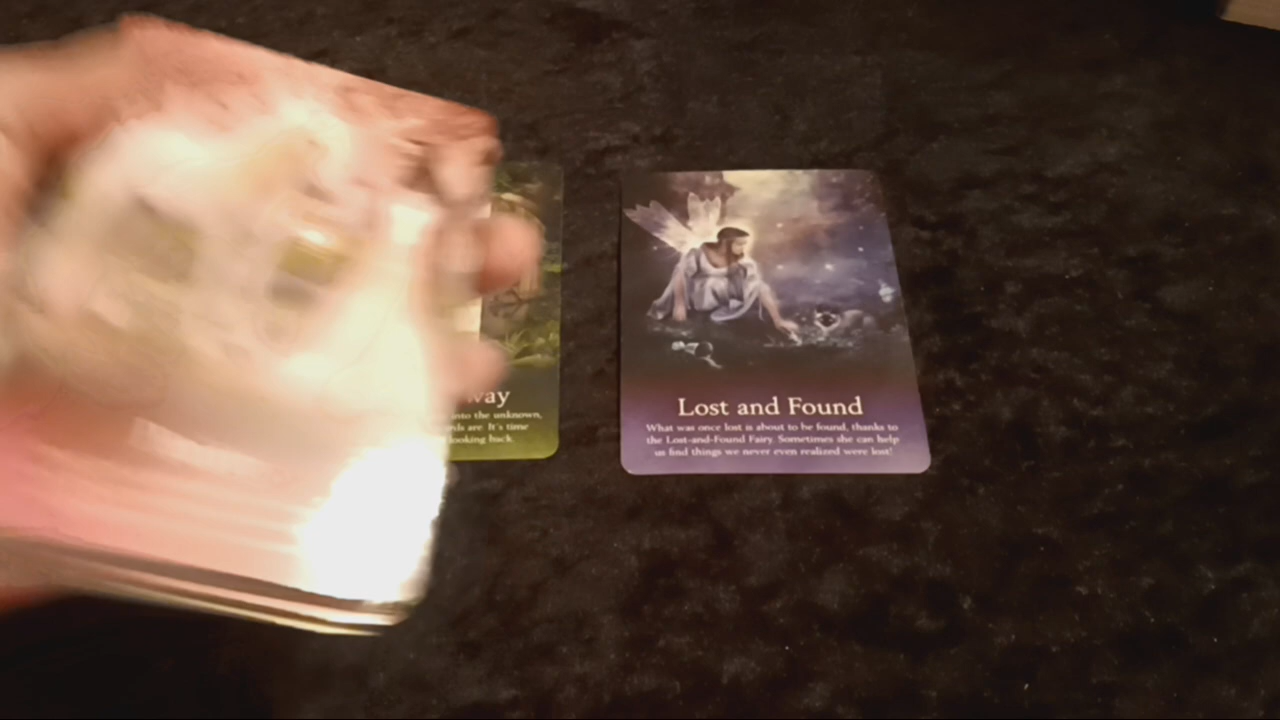 way
into the unknown,
are. It's time
looking back.
Lost and Found
What was once lost is about to be found, thanks to
the Lost-and-Found Fairy. Sometimes she can help
us find things we never even realized were lost!